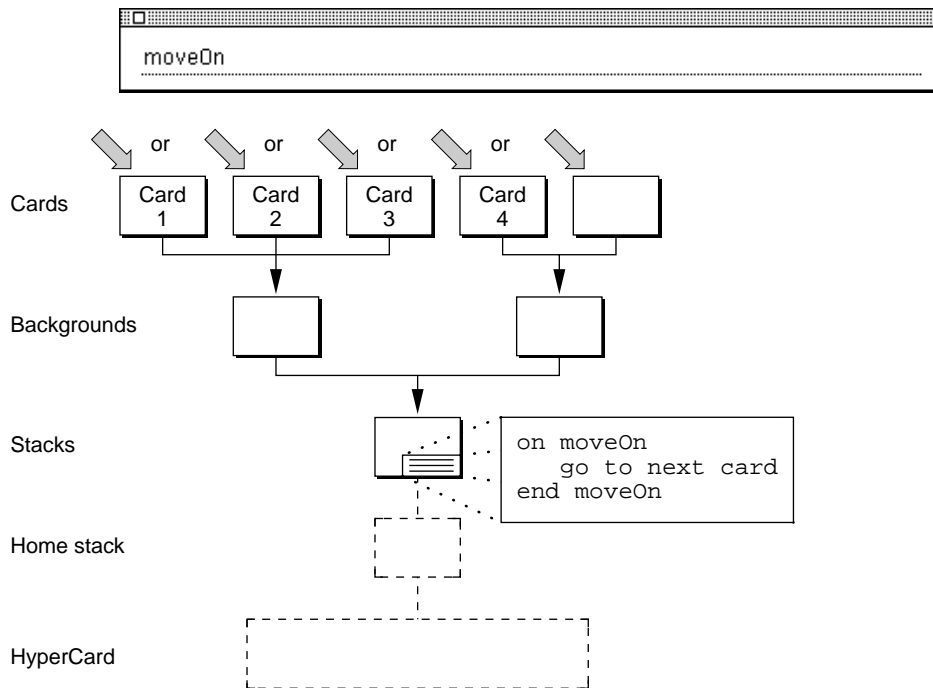 moveOn
or or or or
Cards
Card 1
Card 2
Card 3
Card 4
Backgrounds
Stacks
on moveOn
go to next card
end moveOn
Home stack
HyperCard